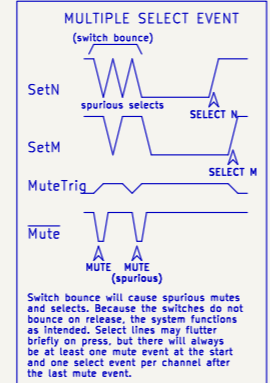 MULTIPLE SELECT EVENT
(switch bounce)
SetN
spurious selects
SELECT N
SetM
SELECT M
MuteTrig
Mute
MUTE MUTE
(spurious)
Switch bounce will cause spurious mutes
and selects. Because the switches do not
bounce on release, the system functions
as intended. Select lines may flutter
briefly on press, but there will always
be at least one mute event at the start
and one select event per channel after
the last mute event.